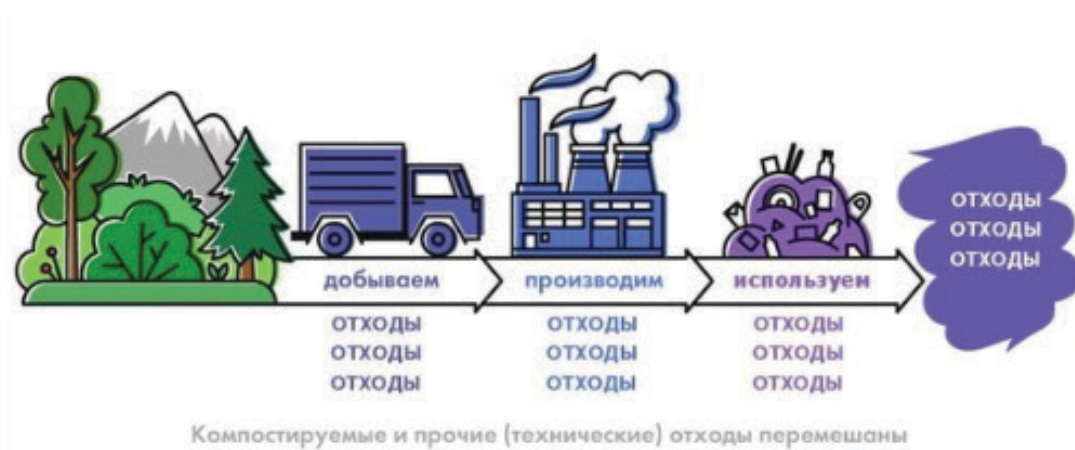 добываем
производим
используем
ОТХОДЫ
ОТХОДЫ
ОТХОДЫ
ОТХОДЫ
ОТХОДЫ
ОТХОДЫ
ОТХОДЫ
ОТХОДЫ
ОТХОДЫ
ОТХОДЫ
ОТХОДЫ
ОТХОДЫ
Компостируемые и прочие (технические) отходы перемешаны